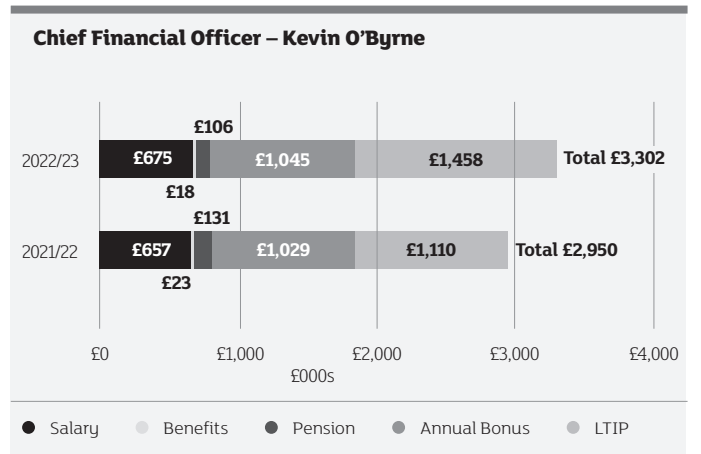 Chief Financial Officer – Kevin O’Byrne
£106
2022/23 £675 £1,045 £1,458 Total £3,302
£18
£131
2021/22 £657 £1,029 £1,110 Total £2,950
£23
£0 £1,000 £2,000 £3,000 £4,000
£000s
Salary Benefits Pension Annual Bonus LTIP